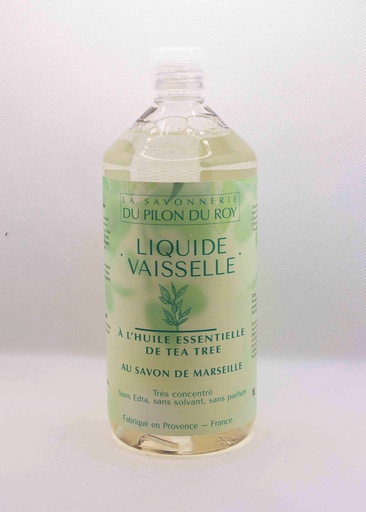 LA SAVONNERIE
DU PILON DU ROY
LIQUIDE
VAISSELLE
À L'HUILE ESSENTIELLE
DE TEA TREE
AU SAVON DE MARSEILLE
Très concentré
Sans Edta, sans solvant, sans parfum
Fabriqué en Provence – France